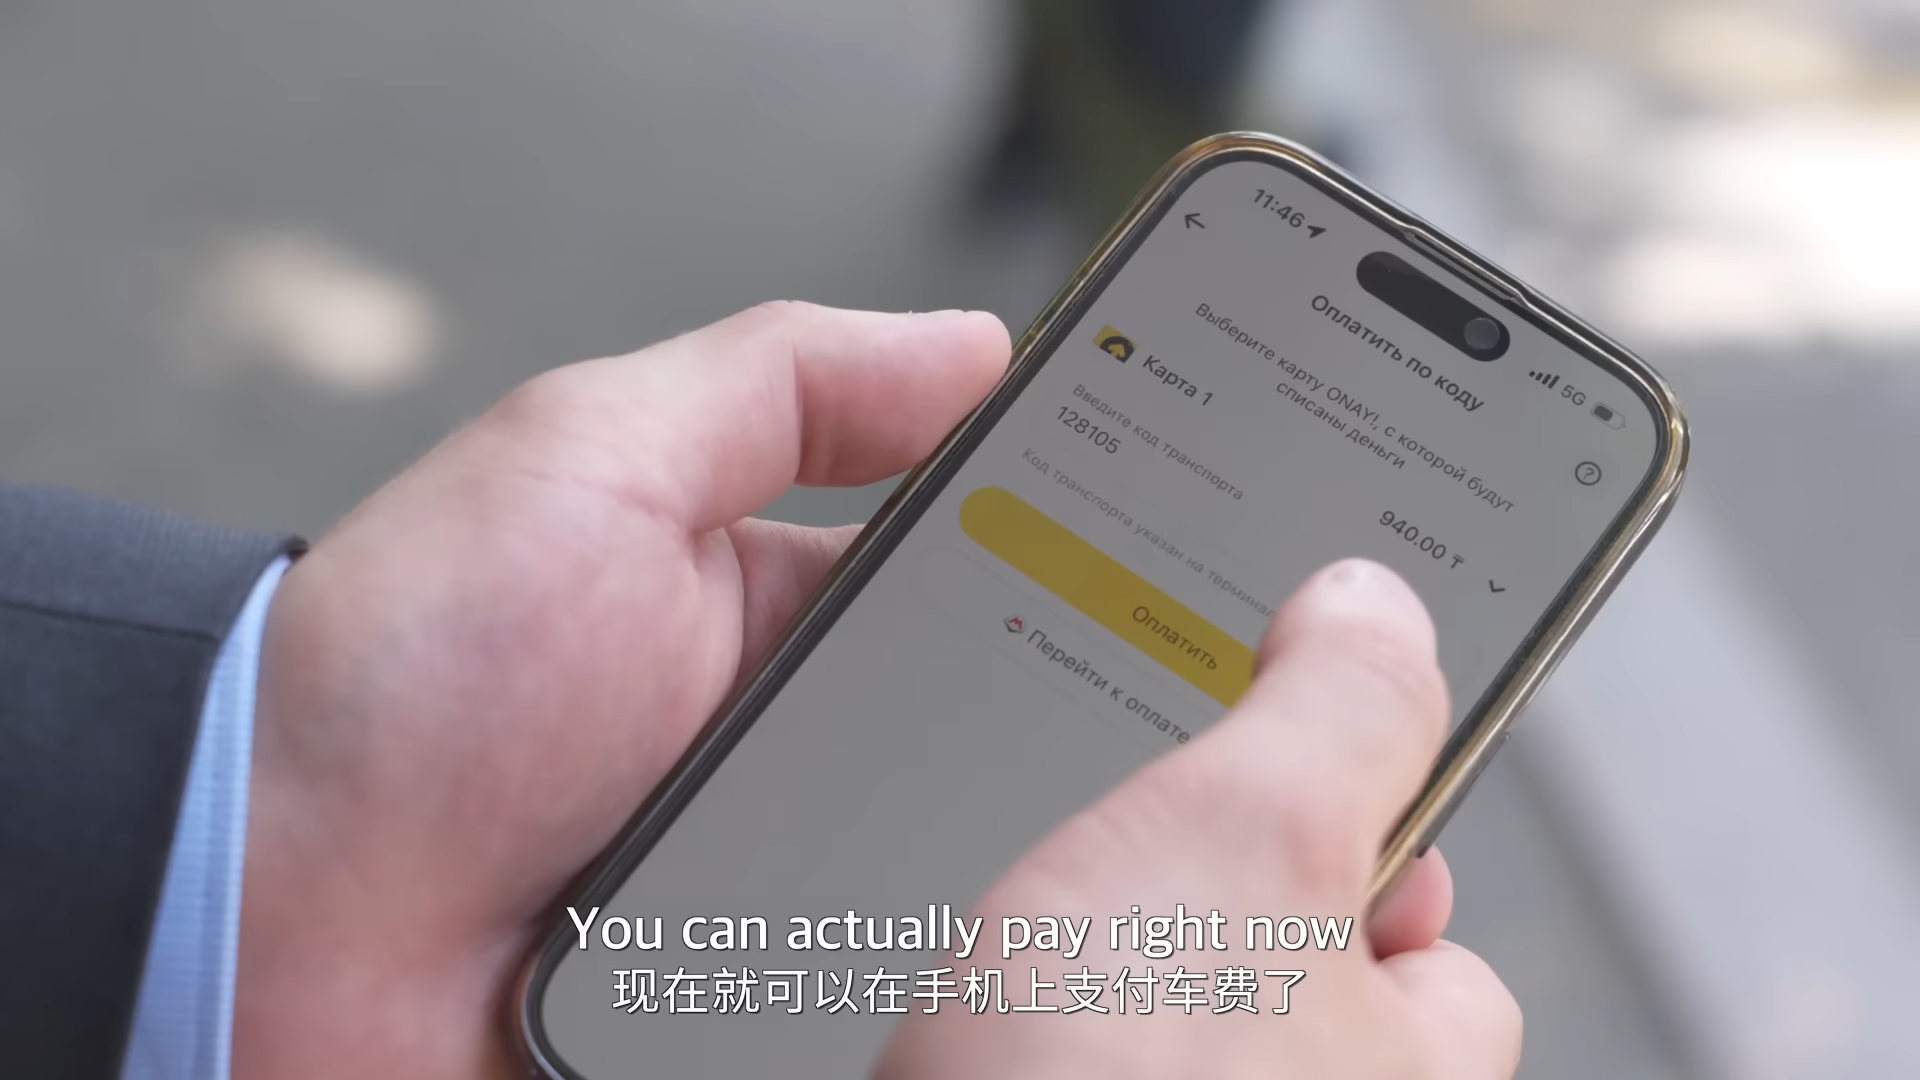 11:46
5G
Оплатить по коду
Выберите карту ONAY!, с которой будут
списаны деньги
Карта 1
940.00 ₸
Введите код транспорта
128105
Код транспорта указан на
Оплатить
Перейти к оплате
You can actually pay right now
现在就可以在手机上支付车费了